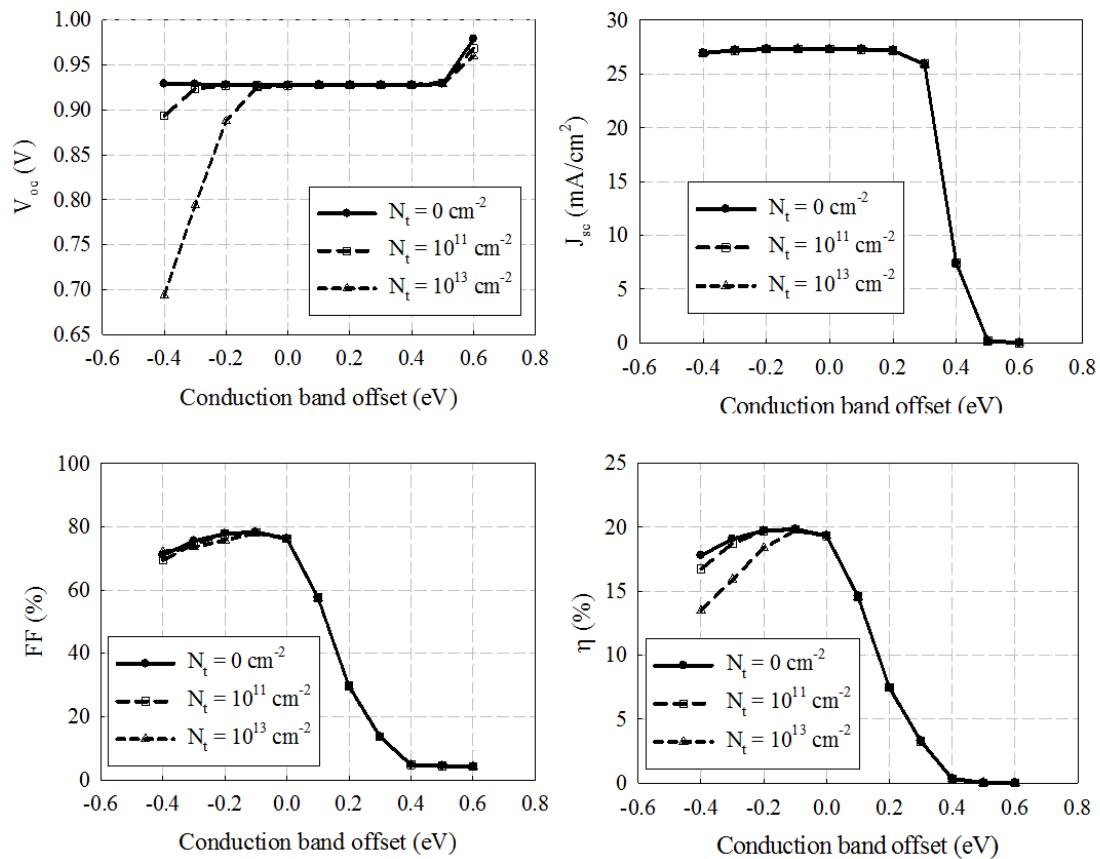 1.00
0.95
0.90
0.85
0.80
0.75
0.70
0.65
V_oc (V)
N_t = 0 cm^-2
N_t = 10^11 cm^-2
N_t = 10^13 cm^-2
-0.6 -0.4 -0.2 0.0 0.2 0.4 0.6 0.8
Conduction band offset (eV)
30
25
20
15
10
5
0
J_sc (mA/cm^2)
N_t = 0 cm^-2
N_t = 10^11 cm^-2
N_t = 10^13 cm^-2
-0.6 -0.4 -0.2 0.0 0.2 0.4 0.6 0.8
Conduction band offset (eV)
100
80
60
40
20
0
FF (%)
N_t = 0 cm^-2
N_t = 10^11 cm^-2
N_t = 10^13 cm^-2
-0.6 -0.4 -0.2 0.0 0.2 0.4 0.6 0.8
Conduction band offset (eV)
25
20
15
10
5
0
η (%)
N_t = 0 cm^-2
N_t = 10^11 cm^-2
N_t = 10^13 cm^-2
-0.6 -0.4 -0.2 0.0 0.2 0.4 0.6 0.8
Conduction band offset (eV)